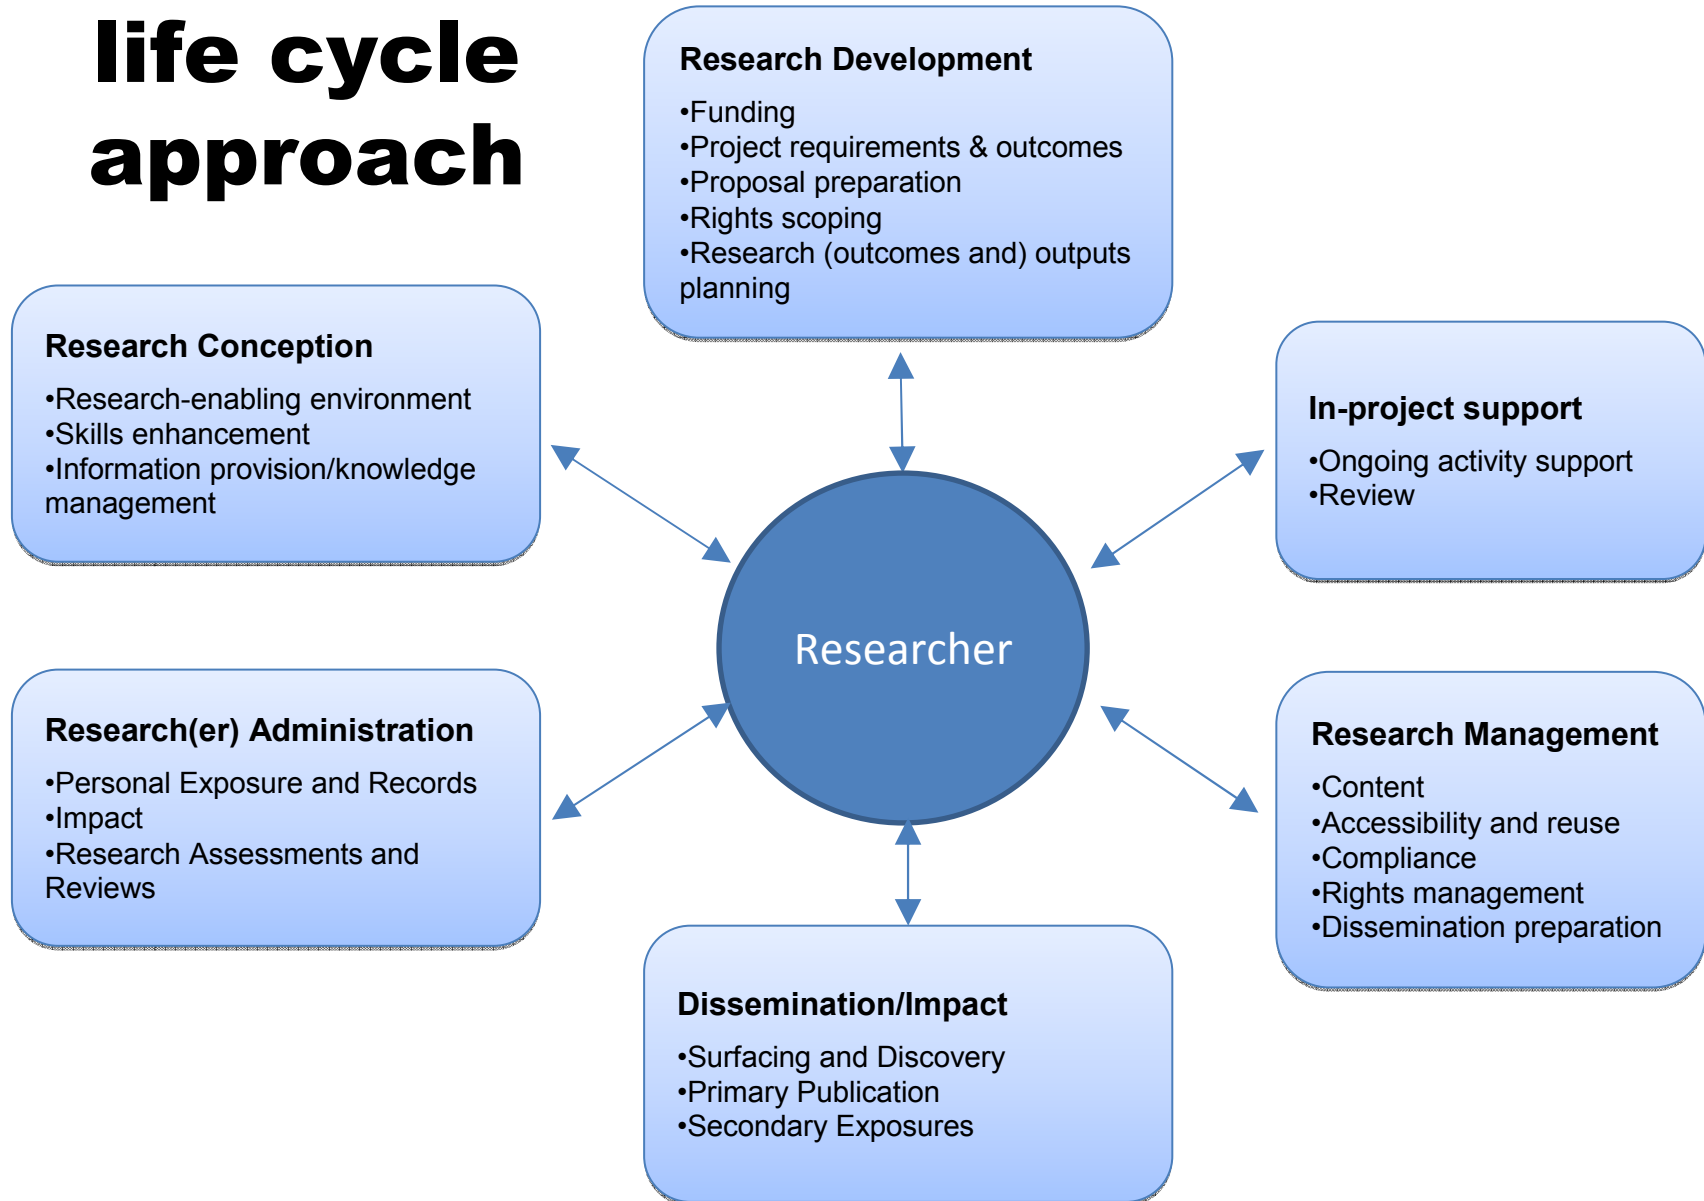 life cycle
approach
Research Development
•Funding
•Project requirements & outcomes
•Proposal preparation
•Rights scoping
•Research (outcomes and) outputs
planning
Research Conception
•Research-enabling environment
•Skills enhancement
•Information provision/knowledge
management
In-project support
•Ongoing activity support
•Review
Researcher
Research(er) Administration
•Personal Exposure and Records
•Impact
•Research Assessments and
Reviews
Research Management
•Content
•Accessibility and reuse
•Compliance
•Rights management
•Dissemination preparation
Dissemination/Impact
•Surfacing and Discovery
•Primary Publication
•Secondary Exposures